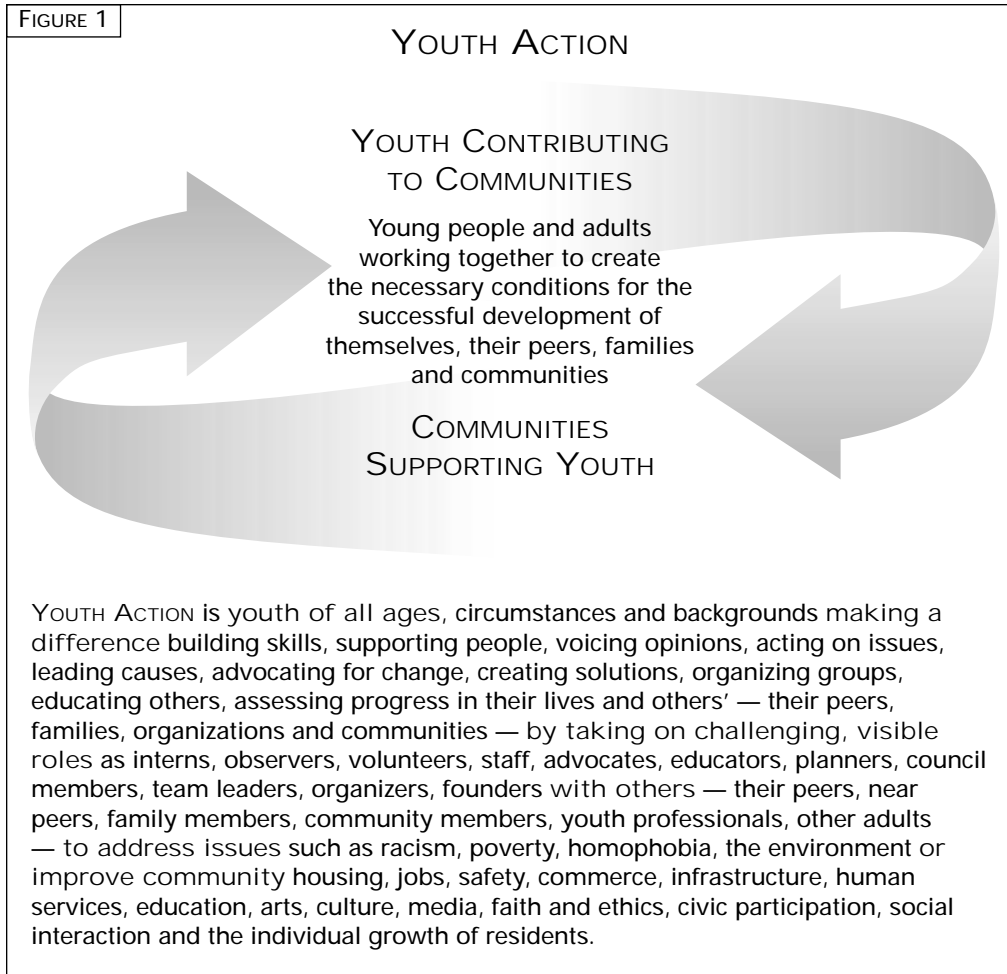 FIGURE 1
YOUTH ACTION
YOUTH CONTRIBUTING
TO COMMUNITIES
Young people and adults
working together to create
the necessary conditions for the
successful development of
themselves, their peers, families
and communities
COMMUNITIES
SUPPORTING YOUTH
YOUTH ACTION is youth of all ages, circumstances and backgrounds making a
difference building skills, supporting people, voicing opinions, acting on issues,
leading causes, advocating for change, creating solutions, organizing groups,
educating others, assessing progress in their lives and others’ — their peers,
families, organizations and communities — by taking on challenging, visible
roles as interns, observers, volunteers, staff, advocates, educators, planners, council
members, team leaders, organizers, founders with others — their peers, near
peers, family members, community members, youth professionals, other adults
— to address issues such as racism, poverty, homophobia, the environment or
improve community housing, jobs, safety, commerce, infrastructure, human
services, education, arts, culture, media, faith and ethics, civic participation, social
interaction and the individual growth of residents.